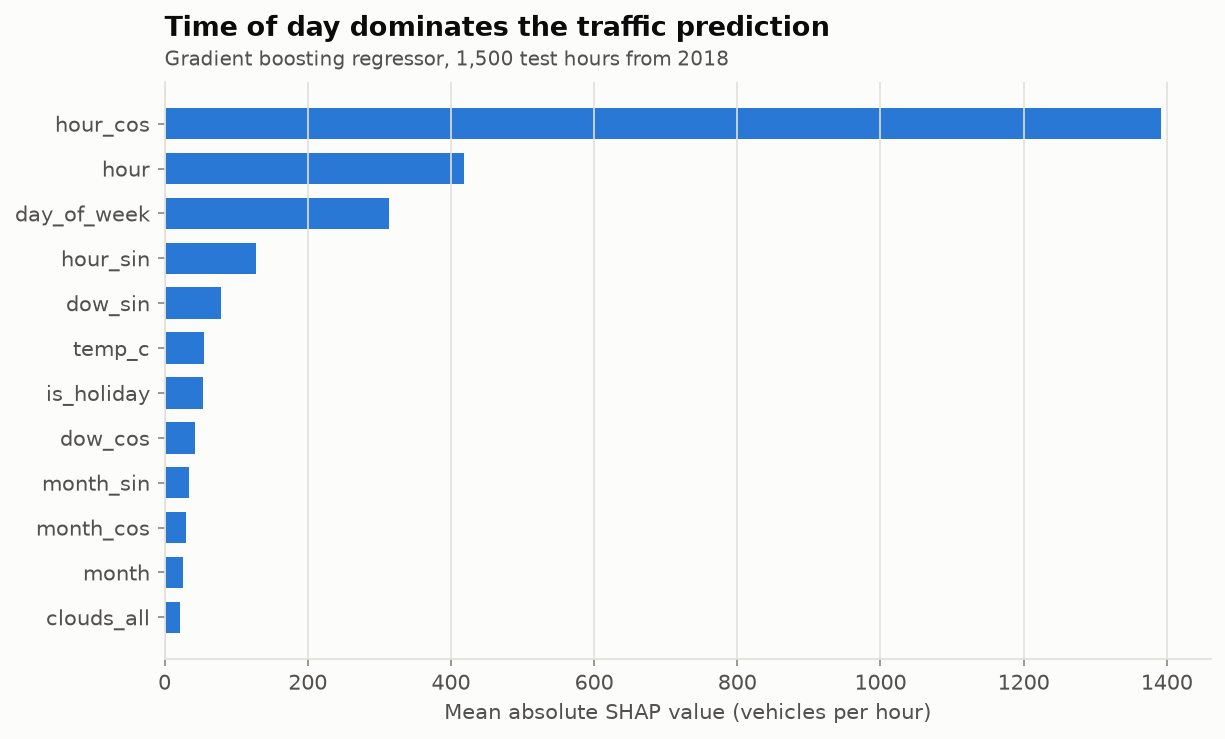 Time of day dominates the traffic prediction
Gradient boosting regressor, 1,500 test hours from 2018
hour_cos
hour
day_of_week
hour_sin
dow_sin
temp_c
is_holiday
dow_cos
month_sin
month_cos
month
clouds_all
0 200 400 600 800 1000 1200 1400
Mean absolute SHAP value (vehicles per hour)